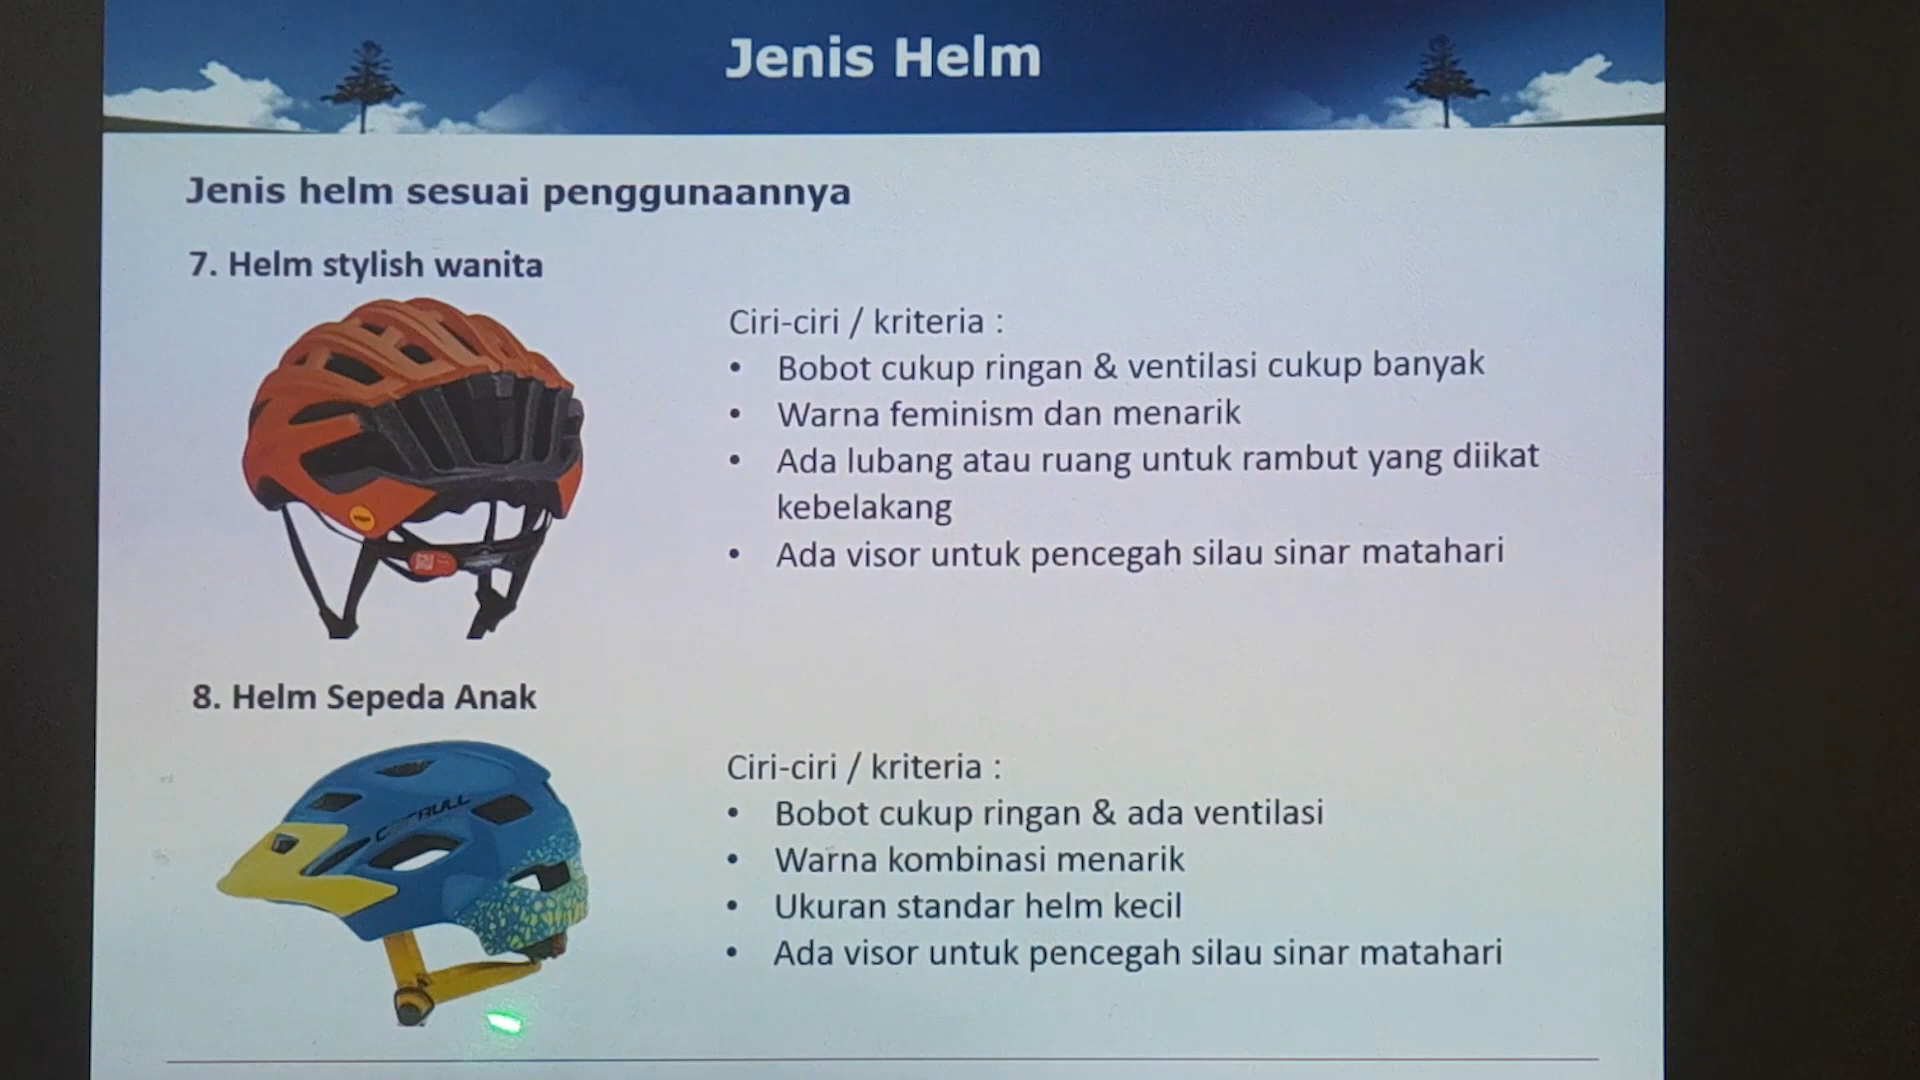 Jenis Helm
Jenis helm sesuai penggunaannya
7. Helm stylish wanita
Ciri-ciri / kriteria :
• Bobot cukup ringan & ventilasi cukup banyak
• Warna feminism dan menarik
• Ada lubang atau ruang untuk rambut yang diikat
kebelakang
• Ada visor untuk pencegah silau sinar matahari
8. Helm Sepeda Anak
Ciri-ciri / kriteria :
• Bobot cukup ringan & ada ventilasi
• Warna kombinasi menarik
• Ukuran standar helm kecil
• Ada visor untuk pencegah silau sinar matahari